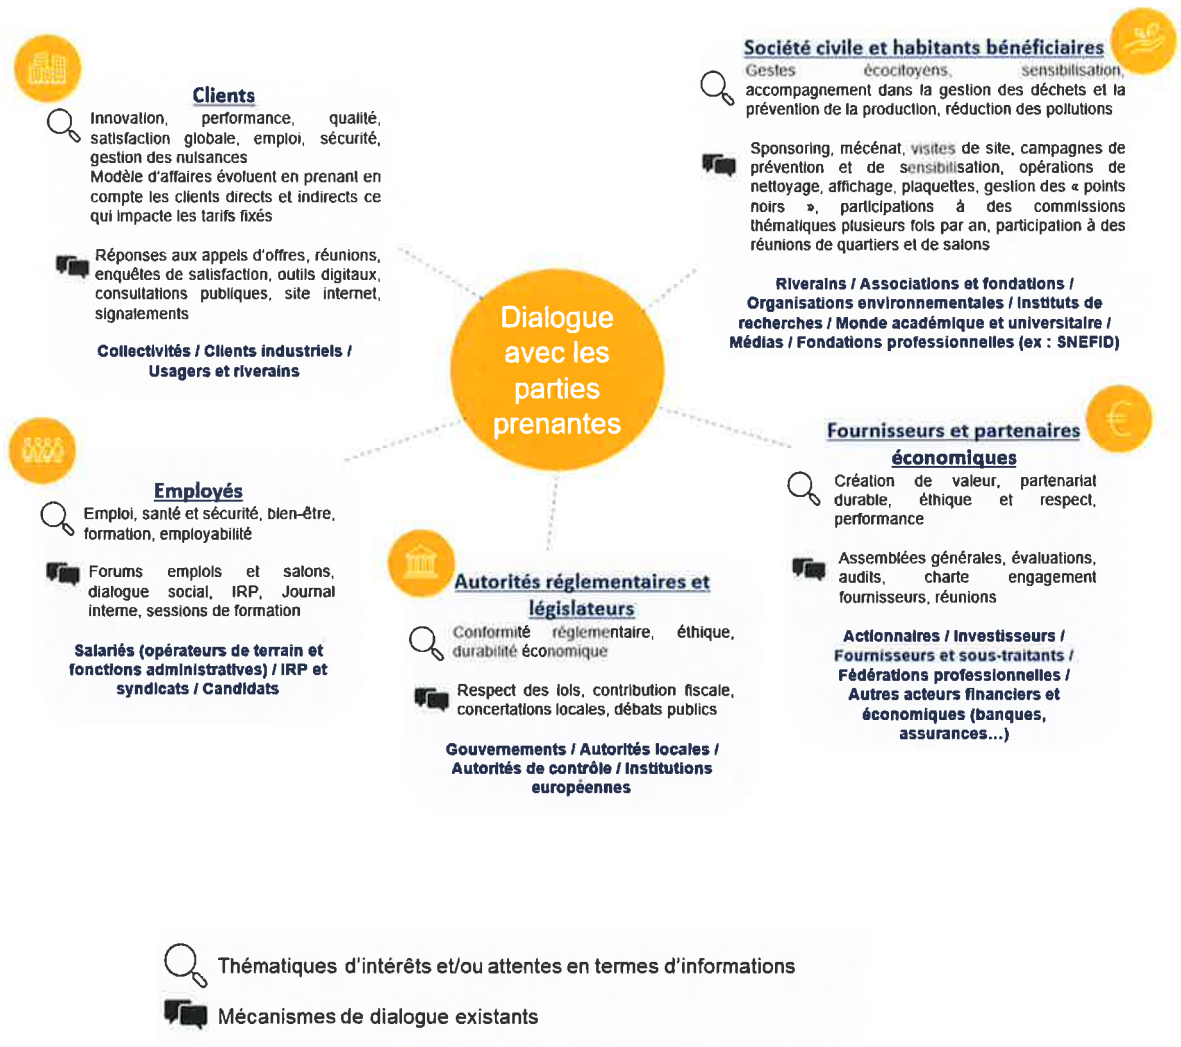 Clients
Innovation, performance, qualité,
satisfaction globale, emploi, sécurité,
gestion des nuisances
Modèle d'affaires évoluent en prenant en
compte les clients directs et indirects ce
qui impacte les tarifs fixés
Réponses aux appels d'offres, réunions,
enquêtes de satisfaction, outils digitaux,
consultations publiques, site internet,
signalements
Collectivités / Clients industriels /
Usagers et riverains
Société civile et habitants bénéficiaires
Gestes écocitoyens, sensibilisation,
accompagnement dans la gestion des déchets et la
prévention de la production, réduction des pollutions
Sponsoring, mécénat, visites de site, campagnes de
prévention et de sensibilisation, opérations de
nettoyage, affichage, plaquettes, gestion des « points
noirs », participations à des commissions
thématiques plusieurs fois par an, participation à des
réunions de quartiers et de salons
Riverains / Associations et fondations /
Organisations environnementales / Instituts de
recherches / Monde académique et universitaire /
Médias / Fondations professionnelles (ex : SNEFID)
Dialogue
avec les
parties
prenantes
Employés
Emploi, santé et sécurité, bien-être,
formation, employabilité
Forums emplois et salons,
dialogue social, IRP, Journal
interne, sessions de formation
Salariés (opérateurs de terrain et
fonctions administratives) / IRP et
syndicats / Candidats
Autorités réglementaires et
législateurs
Conformité réglementaire, éthique,
durabilité économique
Respect des lois, contribution fiscale,
concertations locales, débats publics
Gouvernements / Autorités locales /
Autorités de contrôle / Institutions
européennes
€
Fournisseurs et partenaires
économiques
Création de valeur, partenariat
durable, éthique et respect,
performance
Assemblées générales, évaluations,
audits, charte engagement
fournisseurs, réunions
Actionnaires / Investisseurs /
Fournisseurs et sous-traitants /
Fédérations professionnelles /
Autres acteurs financiers et
économiques (banques,
assurances...)
Thématiques d'intérêts et/ou attentes en termes d'informations
Mécanismes de dialogue existants